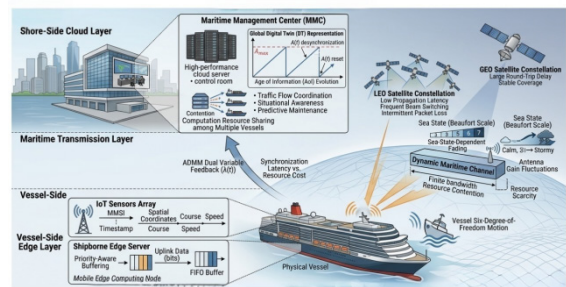 Shore-Side Cloud Layer
Maritime Management Center (MMC)
High-performance
cloud server
· control room
Contention
Computation Resource Sharing
among Multiple Vessels
Global Digital Twin (DT) Representation
A(t) desynchronization
A(t) reset
Age of Information (AoI) Evolution
• Traffic Flow Coordination
• Situational Awareness
• Predictive Maintenance
GEO Satellite Constellation
Large Round-Trip Delay
Stable Coverage
LEO Satellite Constellation
Low Propagation Latency
Frequent Beam Switching
Intermittent Packet Loss
Sea State (Beaufort Scale)
6 7
Sea-State-Dependent
Fading
Sea State
(Beaufort Scale)
Calm, Stormy
Antenna
Gain Fluctuations
Dynamic Maritime Channel
Finite bandwidth
Resource Contention
Resource
Scarcity
Maritime Transmission Layer
ADMM Dual Variable
Feedback (λ(t))
Synchronization
Latency vs.
Resource Cost
Vessel-Side
IoT Sensors Array
MMSI
Timestamp
Spatial
Coordinates
Course Speed
Course Speed
Vessel-Side
Edge Layer
Shipborne Edge Server
Priority-Aware
Buffering
Uplink Data
(bits)
FIFO Buffer
Mobile Edge Computing Node
Physical Vessel
Vessel Six-Degree-of-
Freedom Motion